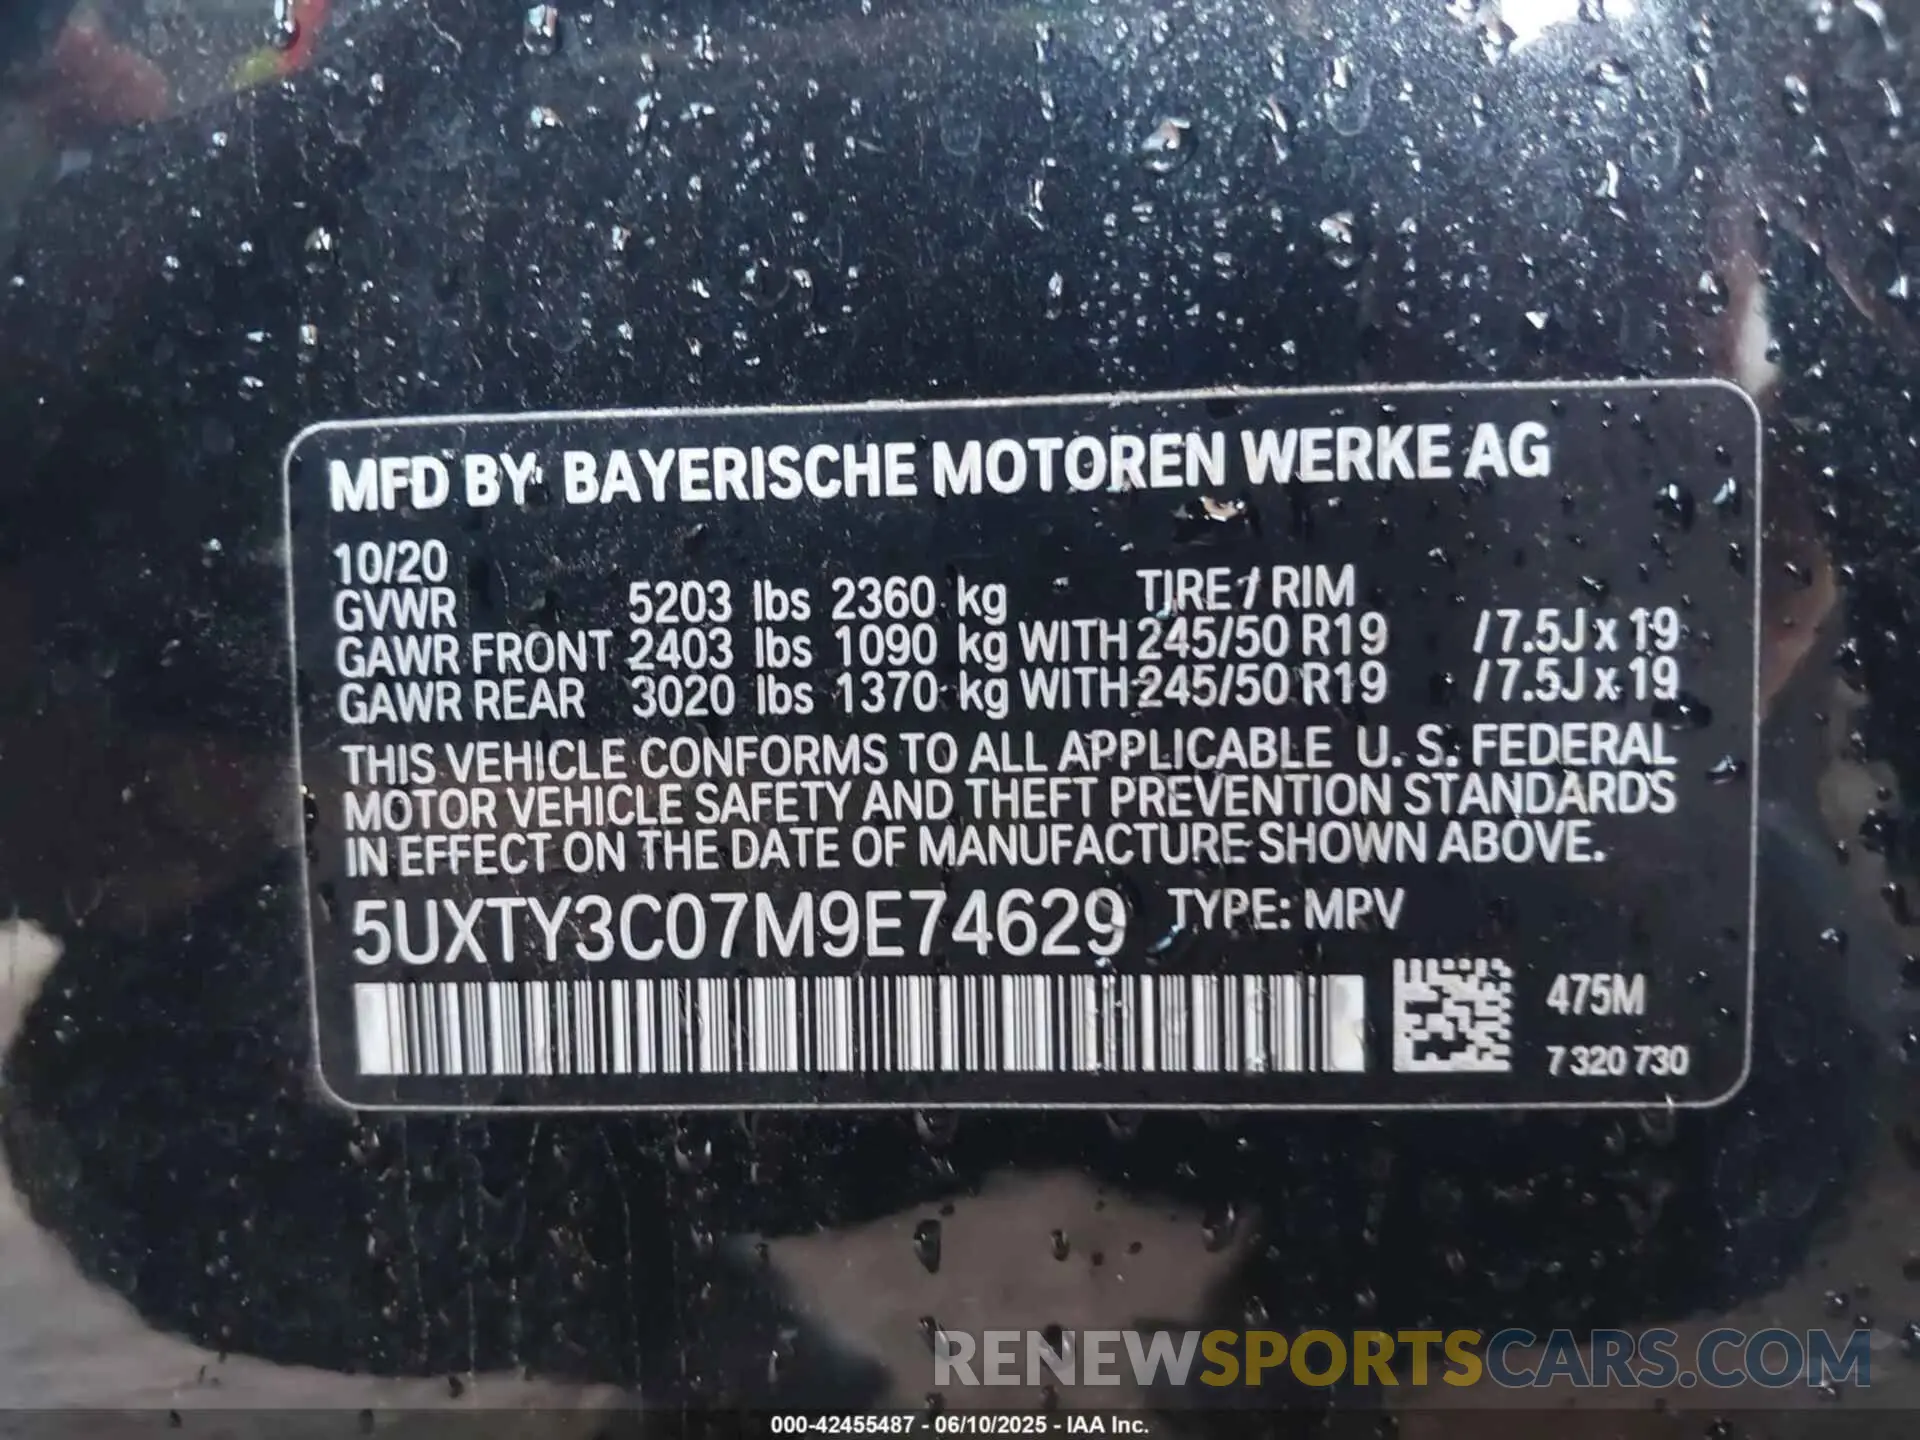 MFD BY BAYERISCHE MOTOREN WERKE AG
10/20
GVWR 5203 lbs 2360 kg TIRE / RIM
GAWR FRONT 2403 lbs 1090 kg WITH 245/50 R19 / 7.5J x 19
GAWR REAR 3020 lbs 1370 kg WITH 245/50 R19 / 7.5J x 19
THIS VEHICLE CONFORMS TO ALL APPLICABLE U. S. FEDERAL
MOTOR VEHICLE SAFETY AND THEFT PREVENTION STANDARDS
IN EFFECT ON THE DATE OF MANUFACTURE SHOWN ABOVE.
5UXTY3C07M9E74629 TYPE: MPV
475M
7 320 730
RENEWSPORTSCARS.COM
000-42455487 - 06/10/2025 - IAA Inc.